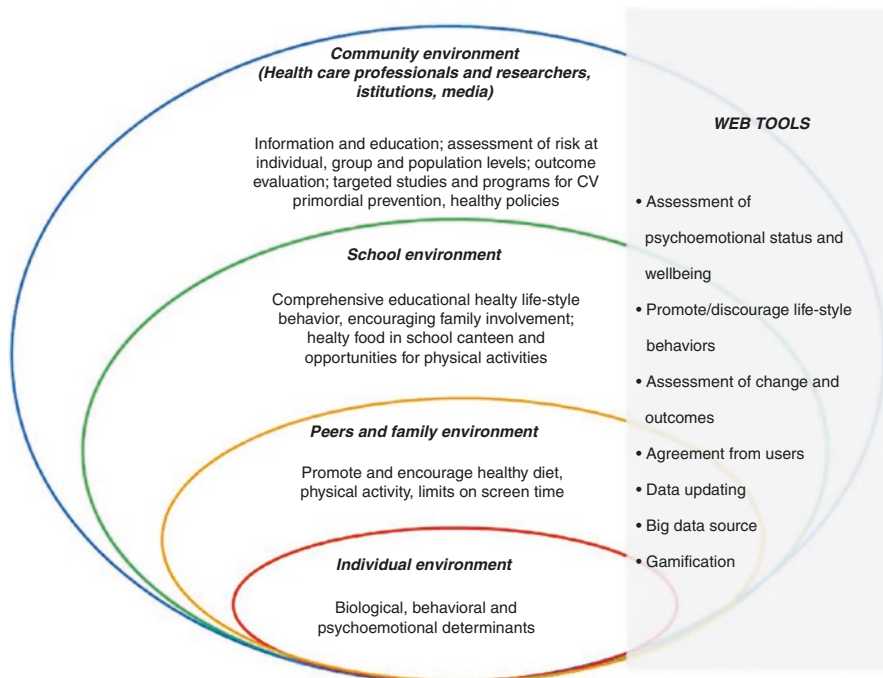 Community environment
(Health care professionals and researchers,
istitutions, media)
Information and education; assessment of risk at
individual, group and population levels; outcome
evaluation; targeted studies and programs for CV
primordial prevention, healthy policies
School environment
Comprehensive educational healty life-style
behavior, encouraging family involvement;
healty food in school canteen and
opportunities for physical activities
Peers and family environment
Promote and encourage healthy diet,
physical activity, limits on screen time
Individual environment
Biological, behavioral and
psychoemotional determinants
WEB TOOLS
• Assessment of
psychoemotional status and
wellbeing
• Promote/discourage life-style
behaviors
• Assessment of change and
outcomes
• Agreement from users
• Data updating
• Big data source
• Gamification